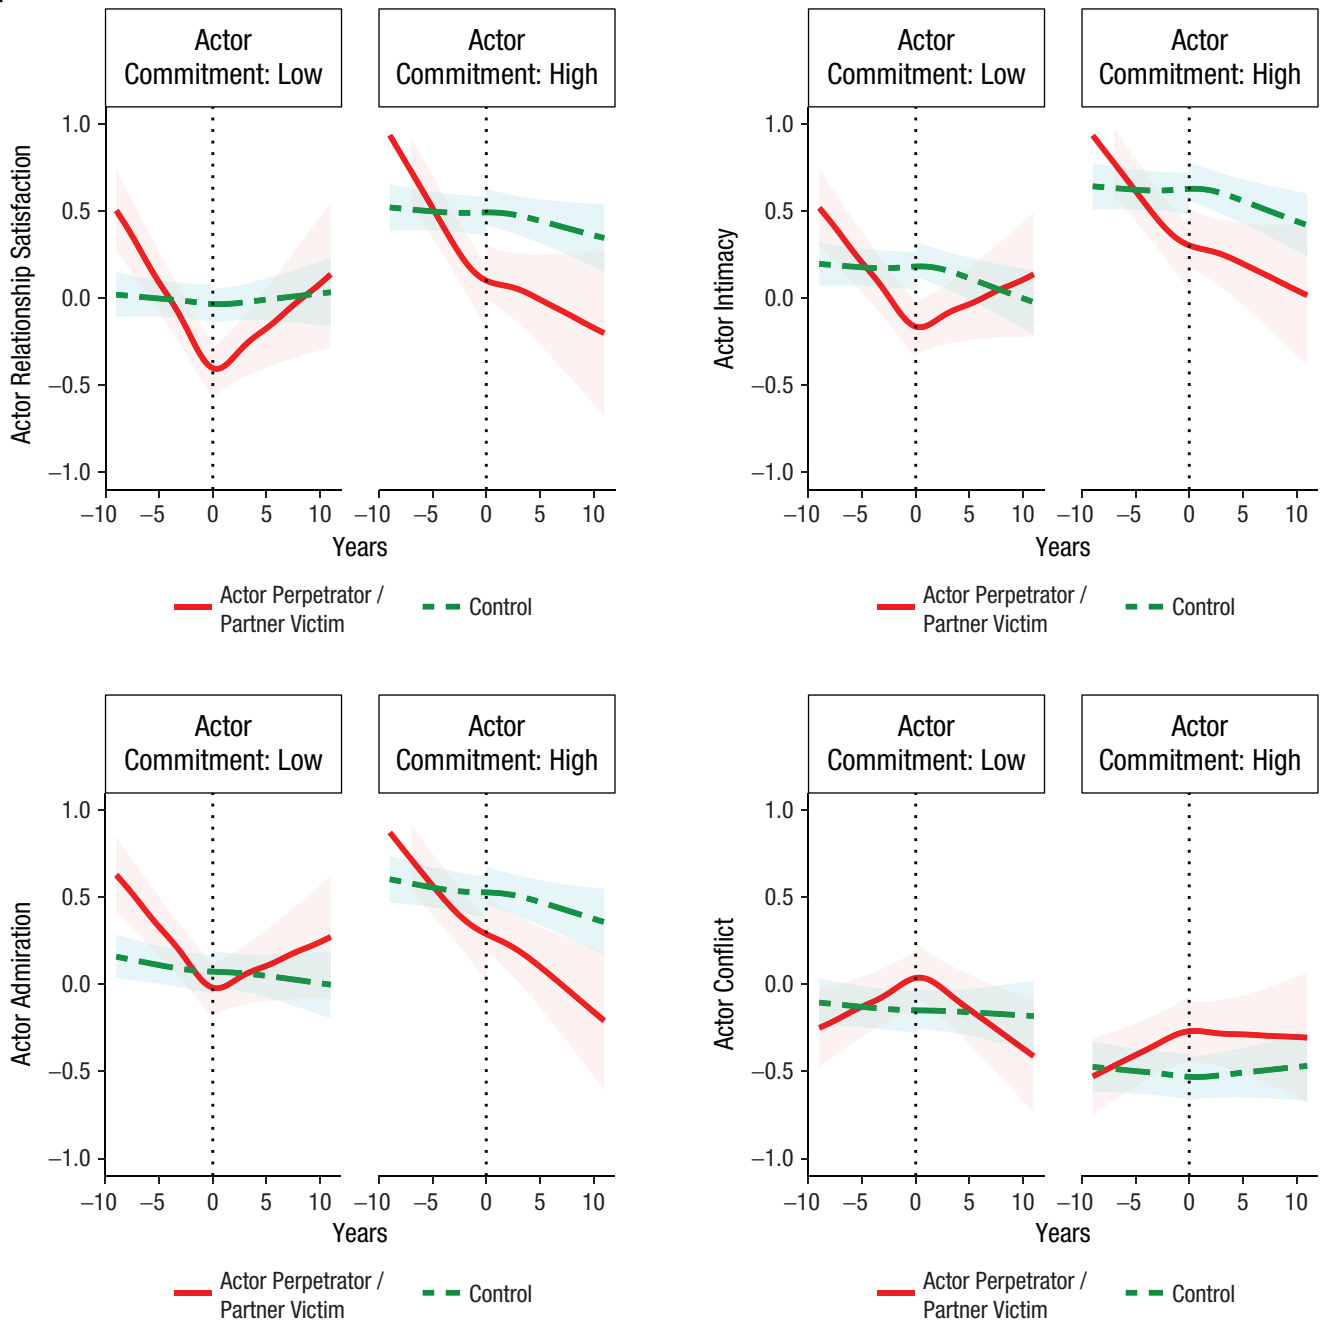 Actor
Commitment: Low
Actor
Commitment: High
Actor Relationship Satisfaction
1.0
0.5
0.0
−0.5
−1.0
−10 −5 0 5 10
−10 −5 0 5 10
Years
Actor Perpetrator /
Partner Victim
Control
Actor
Commitment: Low
Actor
Commitment: High
Actor Intimacy
1.0
0.5
0.0
−0.5
−1.0
−10 −5 0 5 10
−10 −5 0 5 10
Years
Actor Perpetrator /
Partner Victim
Control
Actor
Commitment: Low
Actor
Commitment: High
Actor Admiration
1.0
0.5
0.0
−0.5
−1.0
−10 −5 0 5 10
−10 −5 0 5 10
Years
Actor Perpetrator /
Partner Victim
Control
Actor
Commitment: Low
Actor
Commitment: High
Actor Conflict
1.0
0.5
0.0
−0.5
−1.0
−10 −5 0 5 10
−10 −5 0 5 10
Years
Actor Perpetrator /
Partner Victim
Control